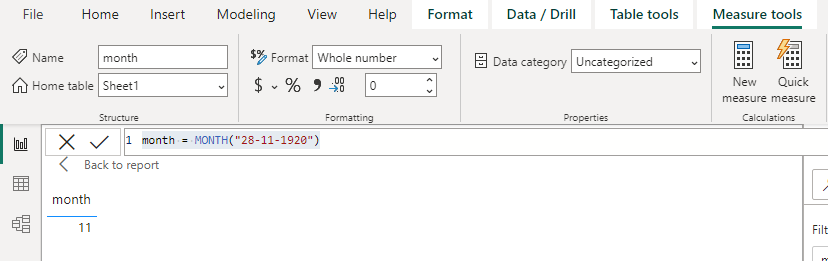 File Home Insert Modeling View Help Format Data / Drill Table tools Measure tools
Name month
$% Format Whole number
Data category Uncategorized
Home table Sheet1
$ % , .00 →.0 0
New measure
Quick measure
Structure
Formatting
Properties
Calculations
1 month = MONTH("28-11-1920")
Back to report
month
11
Filt